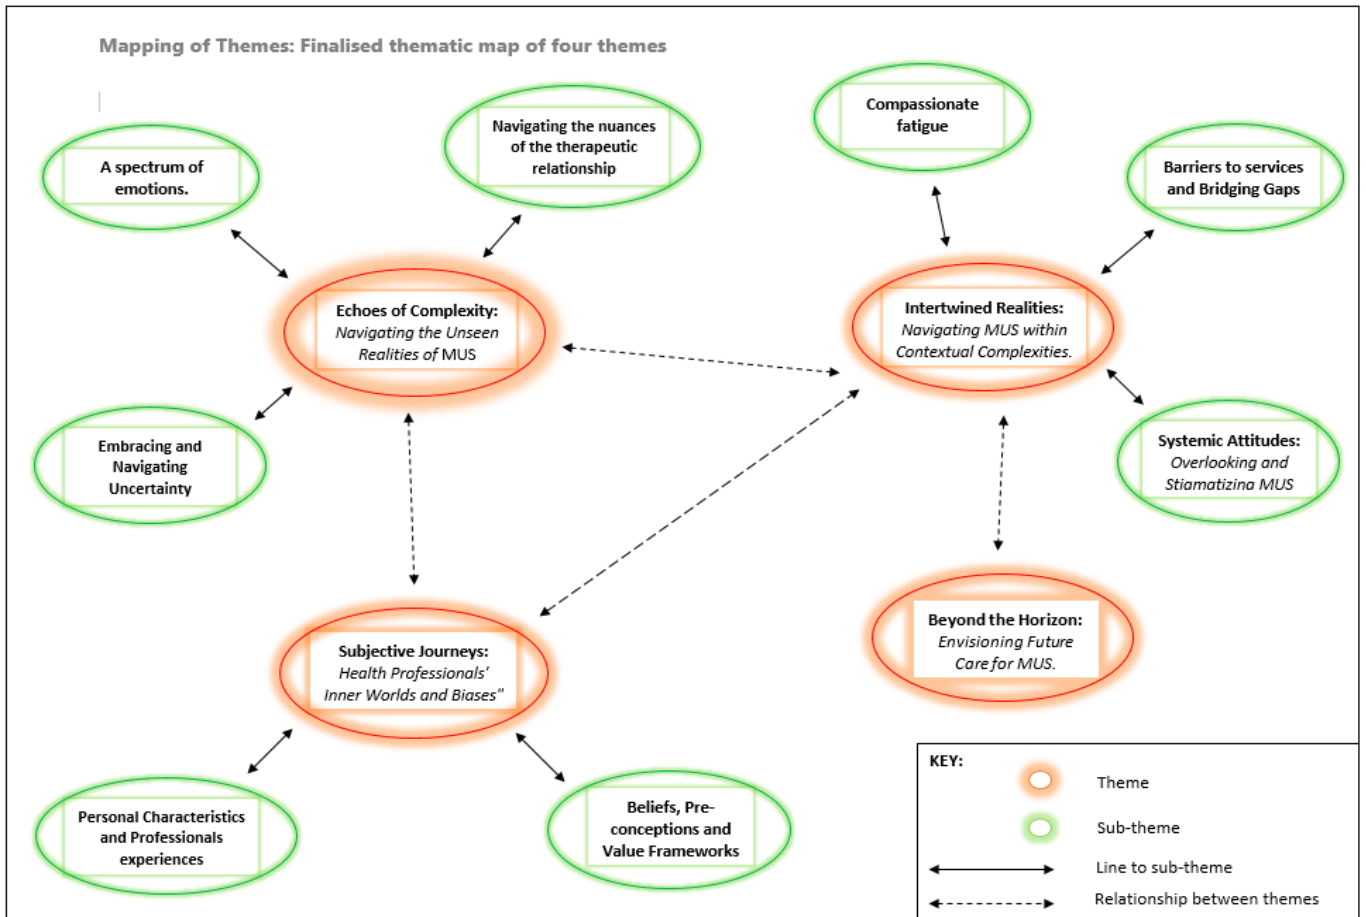 Mapping of Themes: Finalised thematic map of four themes
A spectrum of
emotions.
Navigating the nuances
of the therapeutic
relationship
Compassionate
fatigue
Barriers to services
and Bridging Gaps
Echoes of Complexity:
Navigating the Unseen
Realities of MUS
Intertwined Realities:
Navigating MUS within
Contextual Complexities.
Embracing and
Navigating
Uncertainty
Systemic Attitudes:
Overlooking and
Stigmatizing MUS
Subjective Journeys:
Health Professionals'
Inner Worlds and Biases"
Beyond the Horizon:
Envisioning Future
Care for MUS.
Personal Characteristics
and Professionals
experiences
Beliefs, Pre-
conceptions and
Value Frameworks
KEY:
Theme
Sub-theme
Line to sub-theme
Relationship between themes